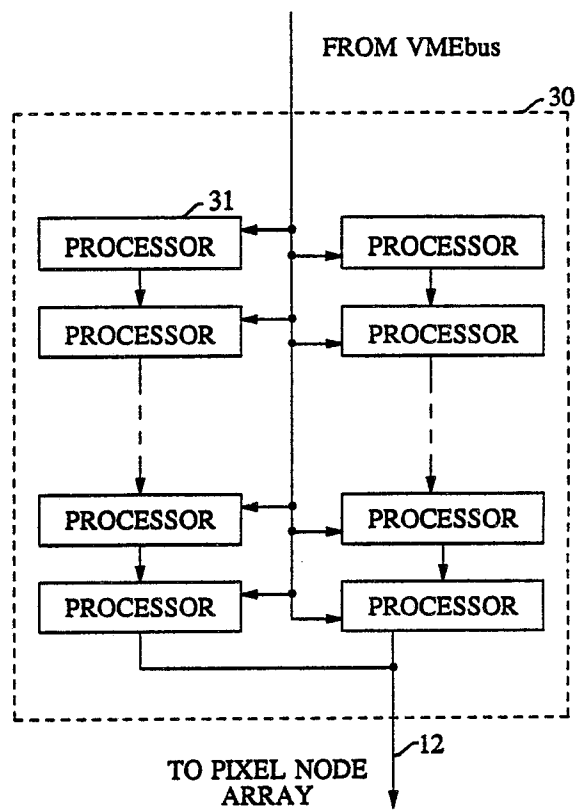 FROM VMEbus
30
31
PROCESSOR
PROCESSOR
PROCESSOR
PROCESSOR
PROCESSOR
PROCESSOR
PROCESSOR
PROCESSOR
12
TO PIXEL NODE
ARRAY